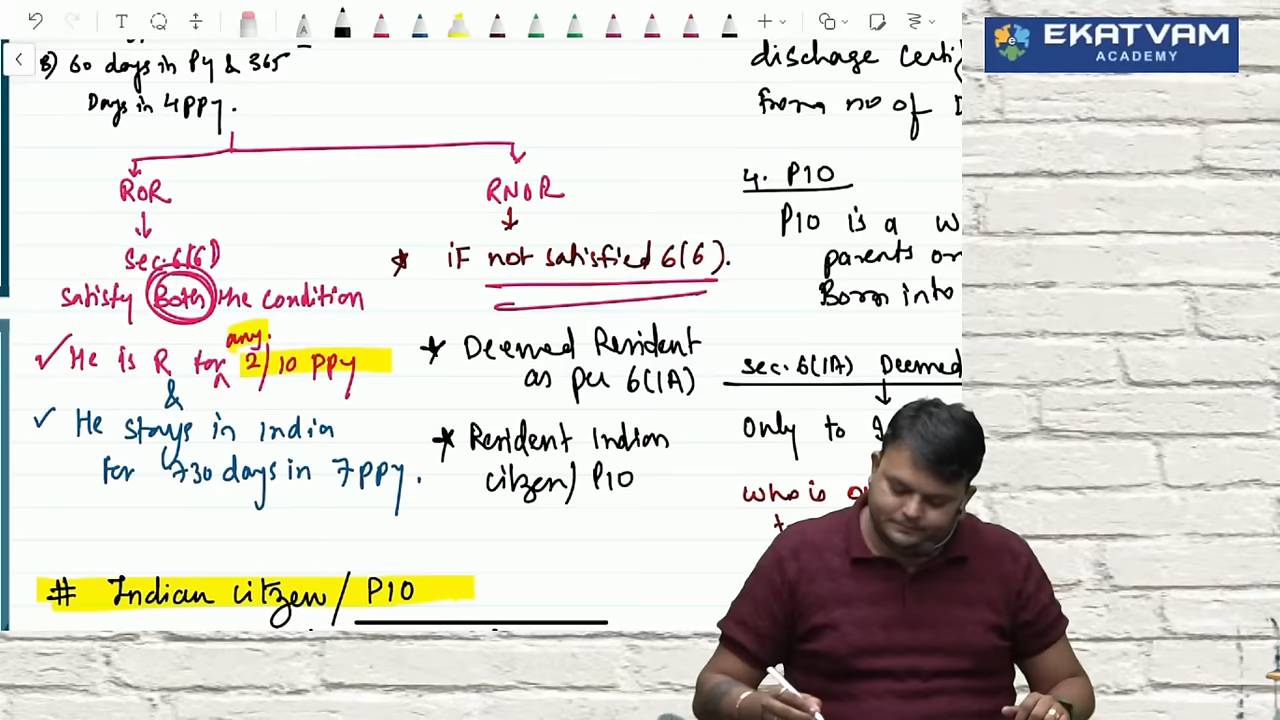 B) 60 days in PY & 365
Days in 4PPY.
ROR
Sec.6(6)
satisfy Both the condition
any
He is R for 2/10 PPY
&
He stays in India
for 730 days in 7PPY.
RNOR
if not satisfied 6(6).
Deemed Resident
as per 6(1A)
Resident Indian
citizen) PIO
# Indian citizen/ PIO
discharge certi
from no of
4. PIO
PIO is a
parents or
Born into
sec. 6(1A) Deemed
only to
who is
EKATVAM
ACADEMY